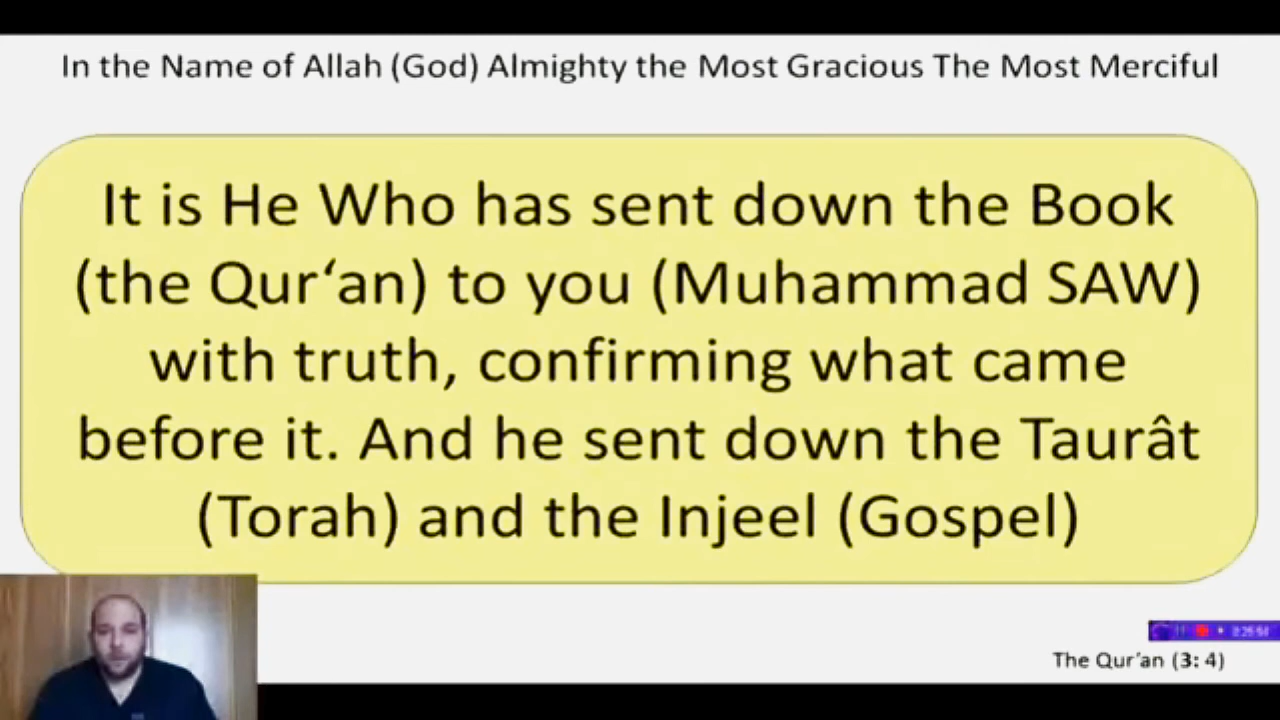 In the Name of Allah (God) Almighty the Most Gracious The Most Merciful
It is He Who has sent down the Book
(the Qur‘an) to you (Muhammad SAW)
with truth, confirming what came
before it. And he sent down the Taurât
(Torah) and the Injeel (Gospel)
The Qur’an (3: 4)